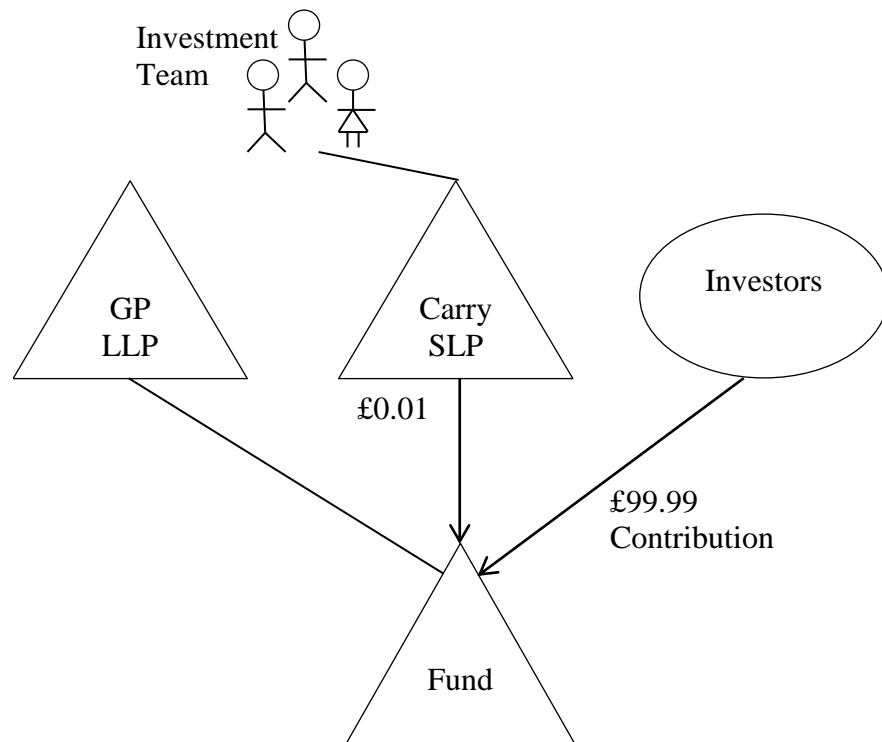 Investment
Team
GP
LLP
Carry
SLP
Investors
£0.01
£99.99
Contribution
Fund